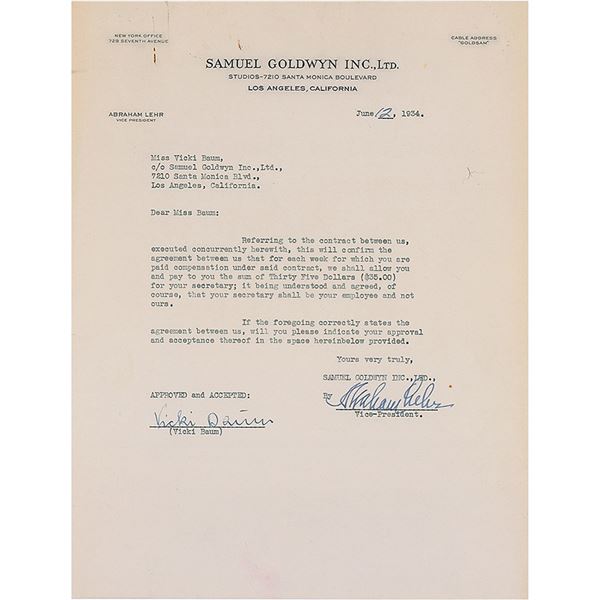 NEW YORK OFFICE
729 SEVENTH AVENUE
CABLE ADDRESS
"GOLDSAM"
SAMUEL GOLDWYN INC., LTD.
STUDIOS-7210 SANTA MONICA BOULEVARD
LOS ANGELES, CALIFORNIA
ABRAHAM LEHR
VICE PRESIDENT
June 12, 1934.
Miss Vicki Baum,
c/o Samuel Goldwyn Inc.,Ltd.,
7210 Santa Monica Blvd.,
Los Angeles, California.
Dear Miss Baum:
Referring to the contract between us,
executed concurrently herewith, this will confirm the
agreement between us that for each week for which you are
paid compensation under said contract, we shall allow you
and pay to you the sum of Thirty Five Dollars ($35.00)
for your secretary; it being understood and agreed, of
course, that your secretary shall be your employee and not
ours.
If the foregoing correctly states the
agreement between us, will you please indicate your approval
and acceptance thereof in the space hereinbelow provided.
Yours very truly,
SAMUEL GOLDWYN INC.,LTD.,
APPROVED and ACCEPTED:
By Abraham Lehr
Vice-President.
Vicki Baum
(Vicki Baum)